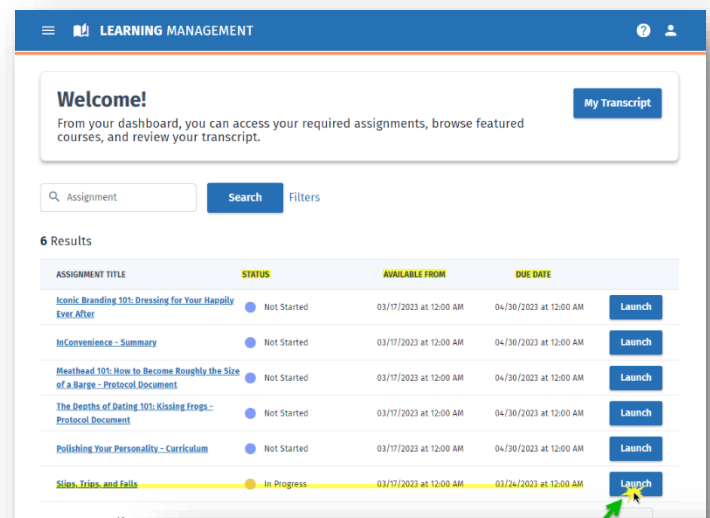 LEARNING MANAGEMENT
Welcome!
My Transcript
From your dashboard, you can access your required assignments, browse featured
courses, and review your transcript.
Assignment
Search
Filters
6 Results
ASSIGNMENT TITLE STATUS AVAILABLE FROM DUE DATE
Iconic Branding 101: Dressing for Your Happily
Ever After
Not Started 03/17/2023 at 12:00 AM 04/30/2023 at 12:00 AM Launch
InConvenience - Summary Not Started 03/17/2023 at 12:00 AM 04/30/2023 at 12:00 AM Launch
Meathead 101: How to Become Roughly the Size
of a Barge - Protocol Document
Not Started 03/17/2023 at 12:00 AM 04/30/2023 at 12:00 AM Launch
The Depths of Dating 101: Kissing Frogs -
Protocol Document
Not Started 03/17/2023 at 12:00 AM 04/30/2023 at 12:00 AM Launch
Polishing Your Personality - Curriculum Not Started 03/17/2023 at 12:00 AM 04/30/2023 at 12:00 AM Launch
Slips, Trips, and Falls In Progress 03/17/2023 at 12:00 AM 03/24/2023 at 12:00 AM Launch